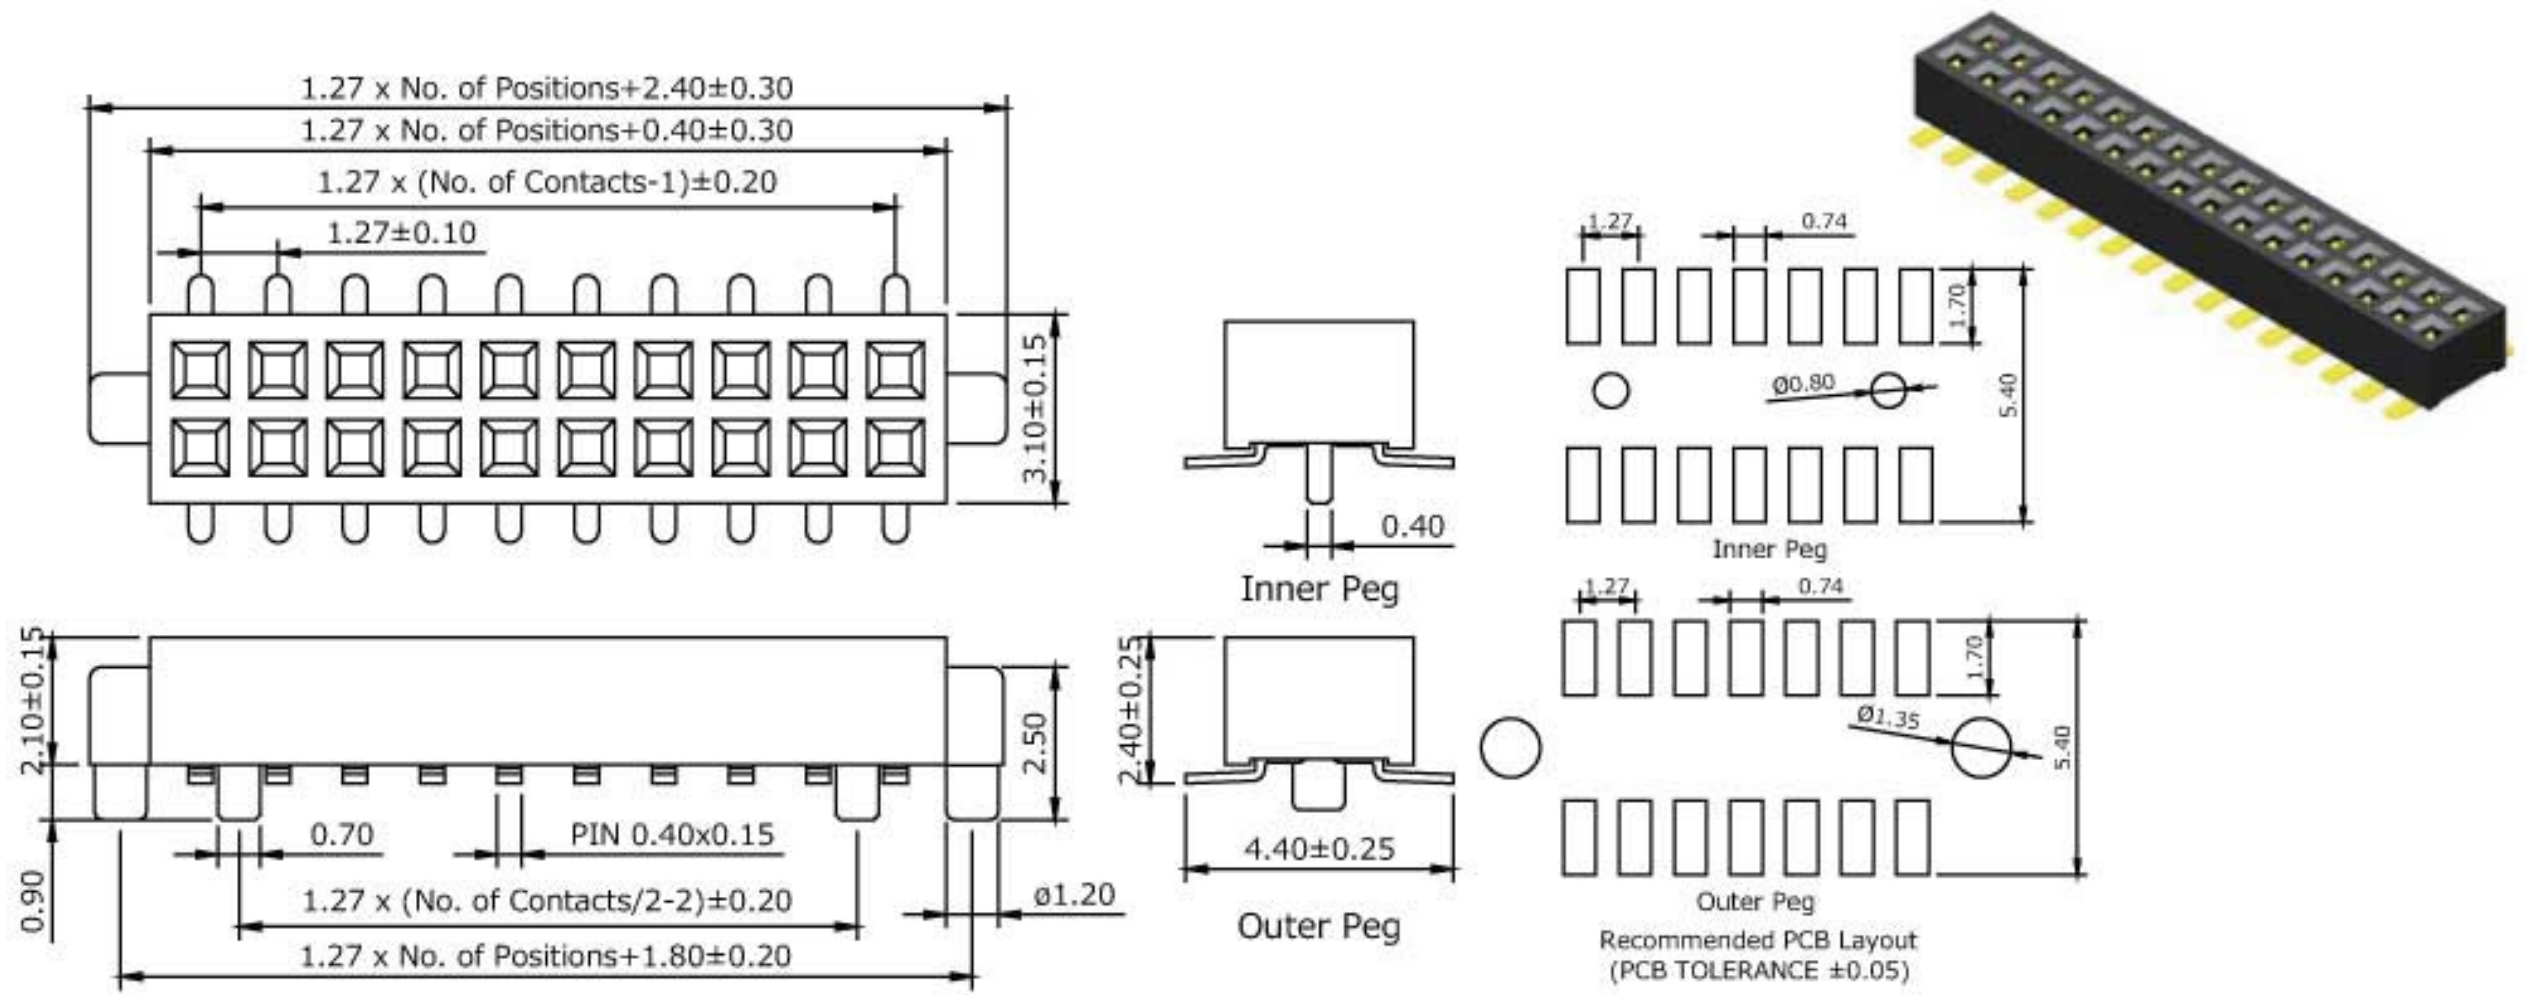 1.27 x No. of Positions+2.40±0.30
1.27 x No. of Positions+0.40±0.30
1.27 x (No. of Contacts-1)±0.20
1.27±0.10
3.10±0.15
0.40
Inner Peg
1.27
0.74
1.70
Ø0.80
5.40
Inner Peg
2.10±0.15
0.90
2.50
0.70
PIN 0.40x0.15
1.27 x (No. of Contacts/2-2)±0.20
ø1.20
1.27 x No. of Positions+1.80±0.20
2.40±0.25
4.40±0.25
Outer Peg
1.27
0.74
1.70
Ø1.35
5.40
Outer Peg
Recommended PCB Layout
(PCB TOLERANCE ±0.05)